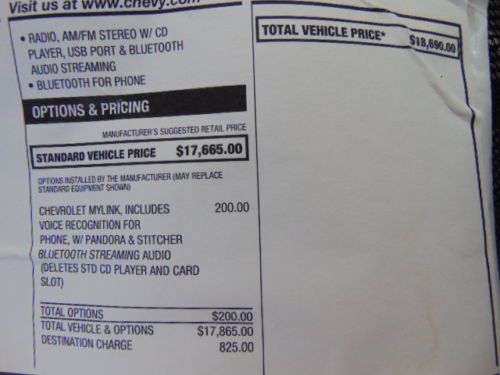 Visit us at www.chevy.com
• RADIO, AM/FM STEREO W/ CD
PLAYER, USB PORT & BLUETOOTH
AUDIO STREAMING
• BLUETOOTH FOR PHONE
OPTIONS & PRICING
MANUFACTURER'S SUGGESTED RETAIL PRICE
STANDARD VEHICLE PRICE $17,665.00
OPTIONS INSTALLED BY THE MANUFACTURER (MAY REPLACE
STANDARD EQUIPMENT SHOWN)
CHEVROLET MYLINK, INCLUDES 200.00
VOICE RECOGNITION FOR
PHONE, W/ PANDORA & STITCHER
BLUETOOTH STREAMING AUDIO
(DELETES STD CD PLAYER AND CARD
SLOT)
TOTAL OPTIONS $200.00
TOTAL VEHICLE & OPTIONS $17,865.00
DESTINATION CHARGE 825.00
TOTAL VEHICLE PRICE* $18,690.00